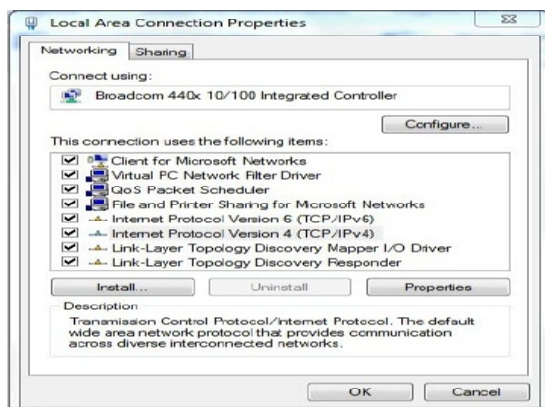 Local Area Connection Properties
Networking
Sharing
Connect using:
Broadcom 440x 10/100 Integrated Controller
Configure...
This connection uses the following items:
Client for Microsoft Networks
Virtual PC Network Filter Driver
QoS Packet Scheduler
File and Printer Sharing for Microsoft Networks
Internet Protocol Version 6 (TCP/IPv6)
Internet Protocol Version 4 (TCP/IPv4)
Link-Layer Topology Discovery Mapper I/O Driver
Link-Layer Topology Discovery Responder
Install...
Uninstall
Properties
Description
Transmission Control Protocol/Internet Protocol. The default
wide area network protocol that provides communication
across diverse interconnected networks.
OK
Cancel